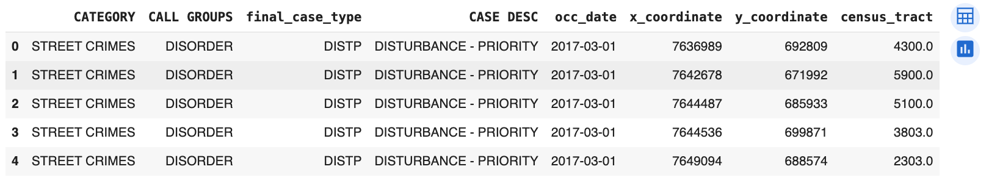 CATEGORY CALL GROUPS final_case_type CASE DESC occ_date x_coordinate y_coordinate census_tract
0 STREET CRIMES DISORDER DISTP DISTURBANCE - PRIORITY 2017-03-01 7636989 692809 4300.0
1 STREET CRIMES DISORDER DISTP DISTURBANCE - PRIORITY 2017-03-01 7642678 671992 5900.0
2 STREET CRIMES DISORDER DISTP DISTURBANCE - PRIORITY 2017-03-01 7644487 685933 5100.0
3 STREET CRIMES DISORDER DISTP DISTURBANCE - PRIORITY 2017-03-01 7644536 699871 3803.0
4 STREET CRIMES DISORDER DISTP DISTURBANCE - PRIORITY 2017-03-01 7649094 688574 2303.0